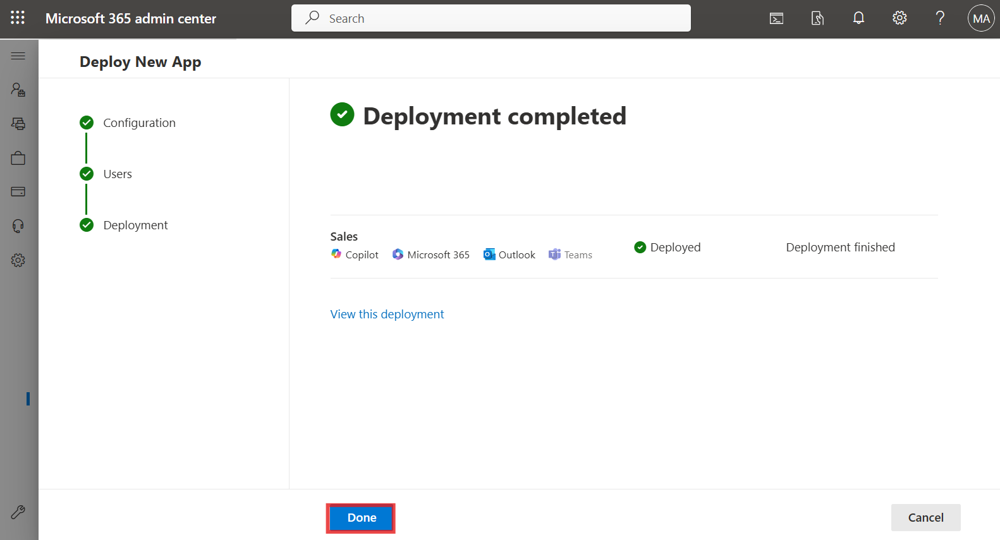 Microsoft 365 admin center
Search
MA
Deploy New App
Configuration
Users
Deployment
Deployment completed
Sales
Copilot Microsoft 365 Outlook Teams
Deployed
Deployment finished
View this deployment
Done
Cancel